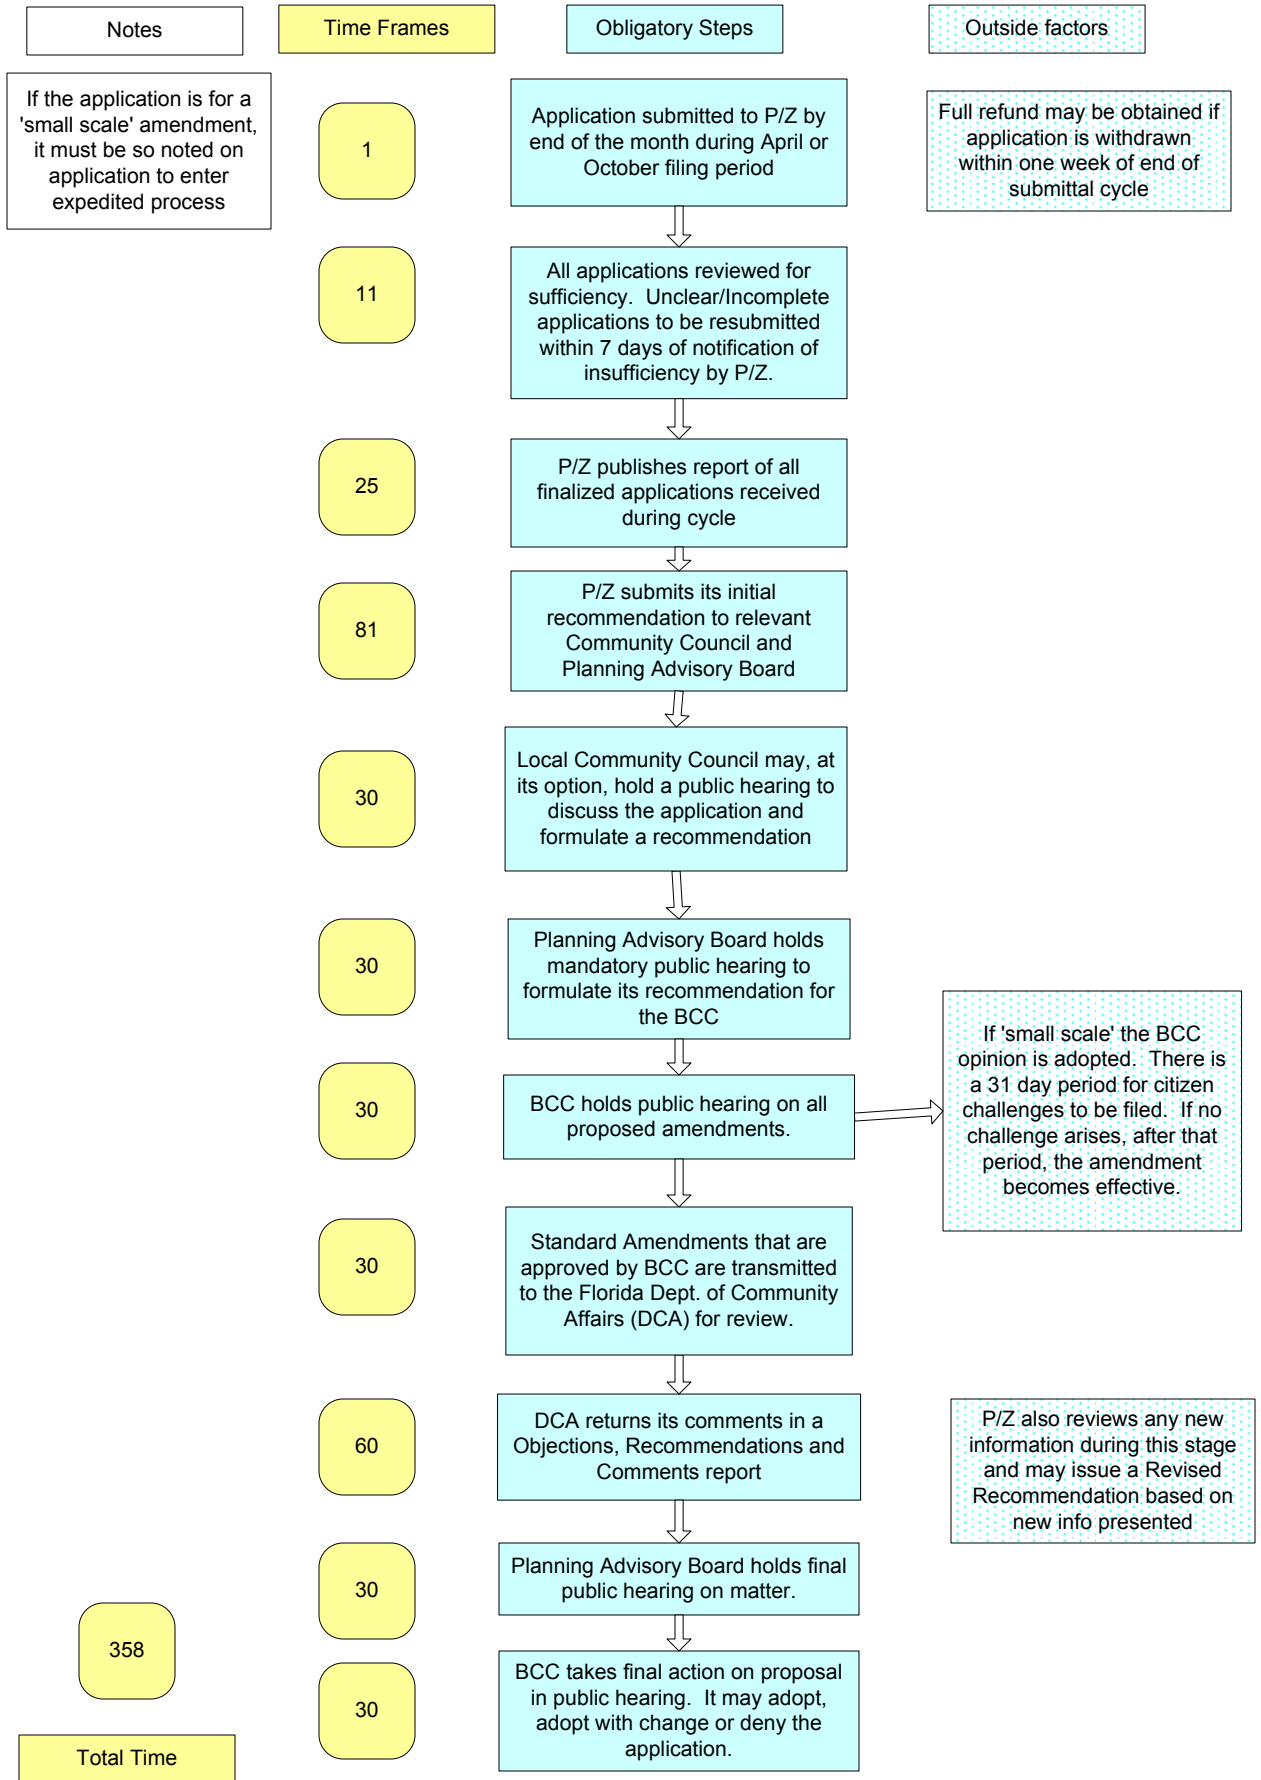 Notes
Time Frames
Obligatory Steps
Outside factors
If the application is for a
'small scale' amendment,
it must be so noted on
application to enter
expedited process
1
Application submitted to P/Z by
end of the month during April or
October filing period
Full refund may be obtained if
application is withdrawn
within one week of end of
submittal cycle
11
All applications reviewed for
sufficiency. Unclear/Incomplete
applications to be resubmitted
within 7 days of notification of
insufficiency by P/Z.
25
P/Z publishes report of all
finalized applications received
during cycle
81
P/Z submits its initial
recommendation to relevant
Community Council and
Planning Advisory Board
30
Local Community Council may, at
its option, hold a public hearing to
discuss the application and
formulate a recommendation
30
Planning Advisory Board holds
mandatory public hearing to
formulate its recommendation for
the BCC
30
BCC holds public hearing on all
proposed amendments.
If 'small scale' the BCC
opinion is adopted. There is
a 31 day period for citizen
challenges to be filed. If no
challenge arises, after that
period, the amendment
becomes effective.
30
Standard Amendments that are
approved by BCC are transmitted
to the Florida Dept. of Community
Affairs (DCA) for review.
60
DCA returns its comments in a
Objections, Recommendations and
Comments report
P/Z also reviews any new
information during this stage
and may issue a Revised
Recommendation based on
new info presented
30
Planning Advisory Board holds final
public hearing on matter.
358
Total Time
30
BCC takes final action on proposal
in public hearing. It may adopt,
adopt with change or deny the
application.